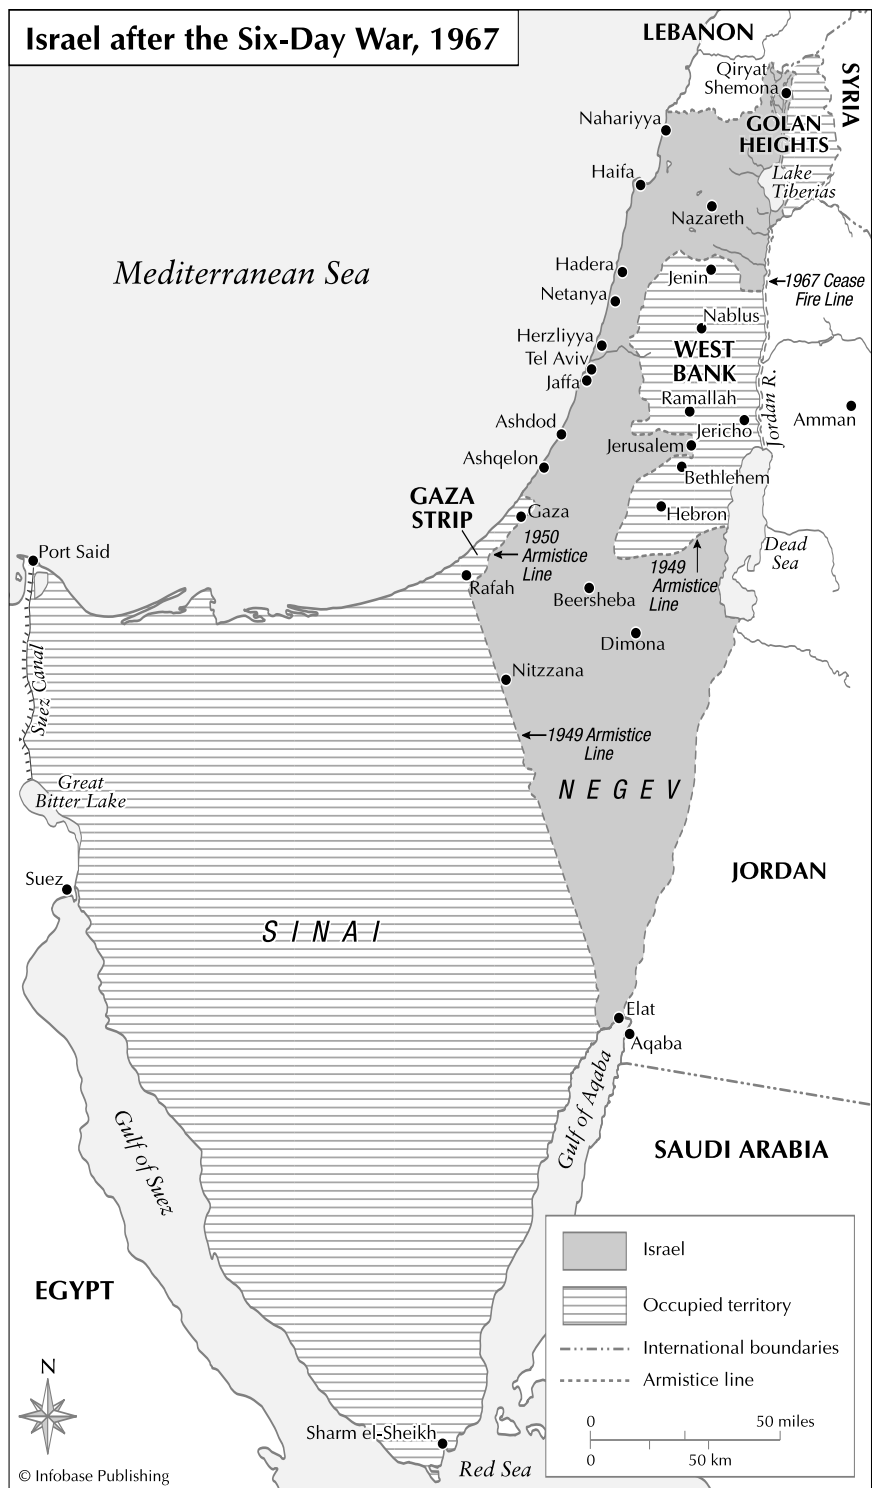 Israel after the Six-Day War, 1967
LEBANON
SYRIA
Qiryat
Shemona
GOLAN
HEIGHTS
Nahariyya
Haifa
Lake
Tiberias
Nazareth
Mediterranean Sea
Hadera
Jenin
1967 Cease
Fire Line
Netanya
Nablus
Herzliyya
WEST
BANK
Tel Aviv
Jaffa
Ramallah
Jordan R.
Amman
Ashdod
Jericho
Jerusalem
Ashqelon
Bethlehem
GAZA
STRIP
Gaza
Hebron
1950
Armistice
Line
Port Said
Dead
Sea
1949
Armistice
Line
Rafah
Beersheba
Dimona
Suez Canal
Nitzzana
1949 Armistice
Line
Great
Bitter Lake
NEGEV
JORDAN
Suez
SINAI
Elat
Aqaba
Gulf of Aqaba
Gulf of Suez
SAUDI ARABIA
EGYPT
Israel
Occupied territory
International boundaries
Armistice line
N
0 50 miles
0 50 km
Sharm el-Sheikh
Red Sea
© Infobase Publishing